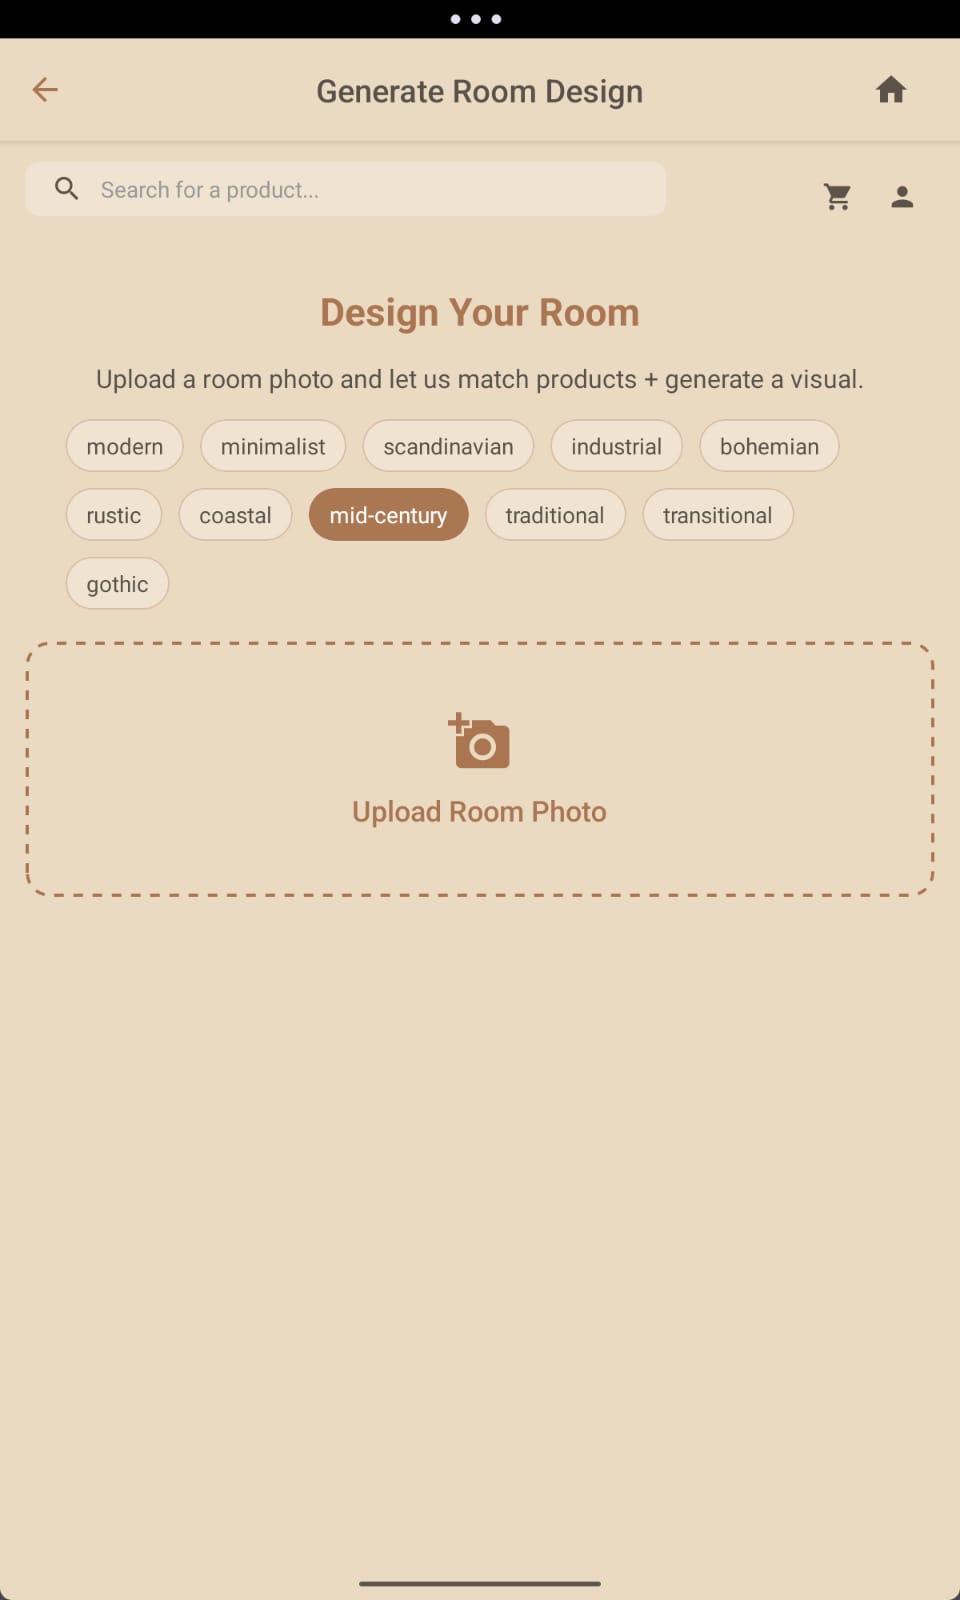 Generate Room Design
Search for a product...
Design Your Room
Upload a room photo and let us match products + generate a visual.
modern minimalist scandinavian industrial bohemian
rustic coastal mid-century traditional transitional
gothic
Upload Room Photo